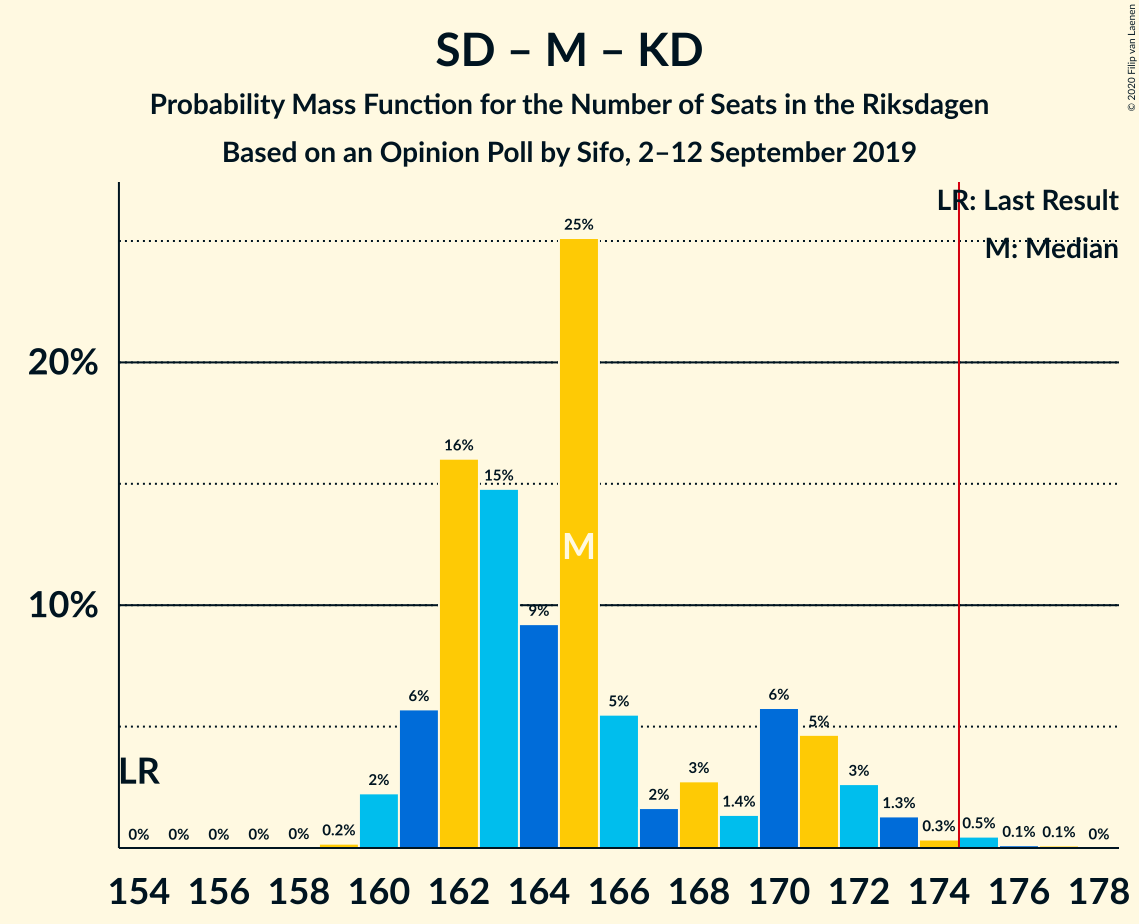 SD – M – KD
Probability Mass Function for the Number of Seats in the Riksdagen
Based on an Opinion Poll by Sifo, 2–12 September 2019
© 2020 Filip van Laenen
LR: Last Result
M: Median
20%
10%
LR
M
0% 0% 0% 0% 0% 0.2% 2% 6% 16% 15% 9% 25% 5% 2% 3% 1.4% 6% 5% 3% 1.3% 0.3% 0.5% 0.1% 0.1% 0%
154 156 158 160 162 164 166 168 170 172 174 176 178